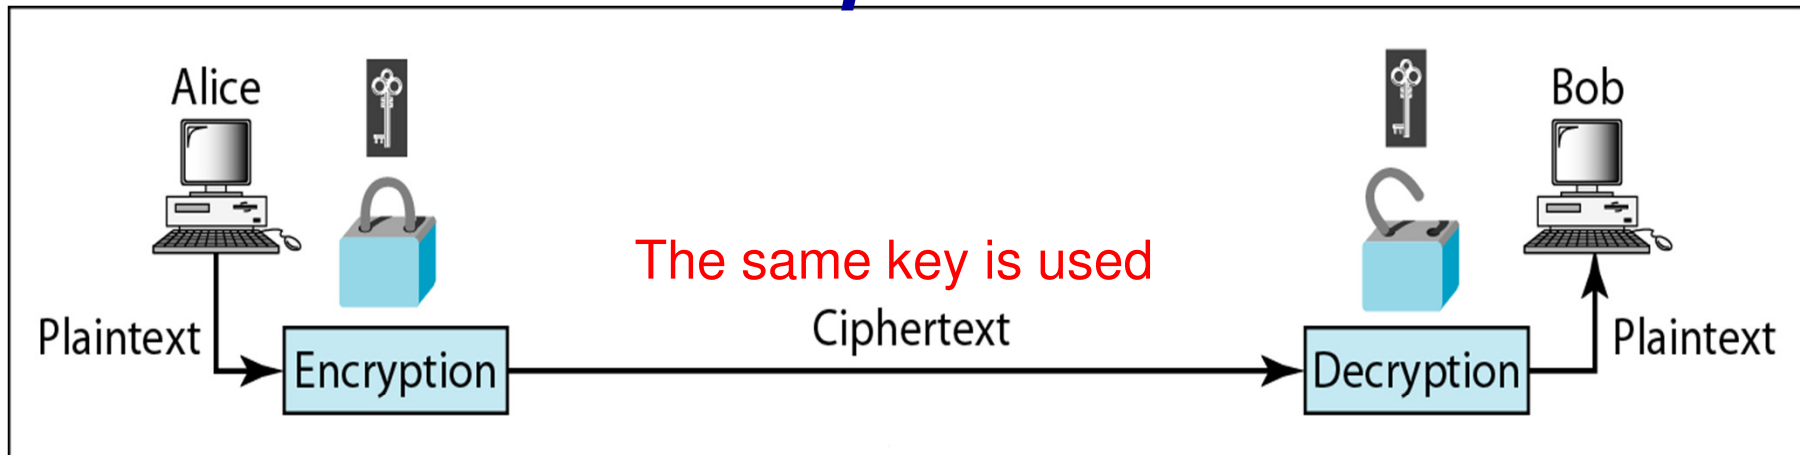 Alice
Bob
The same key is used
Plaintext
Ciphertext
Plaintext
Encryption
Decryption